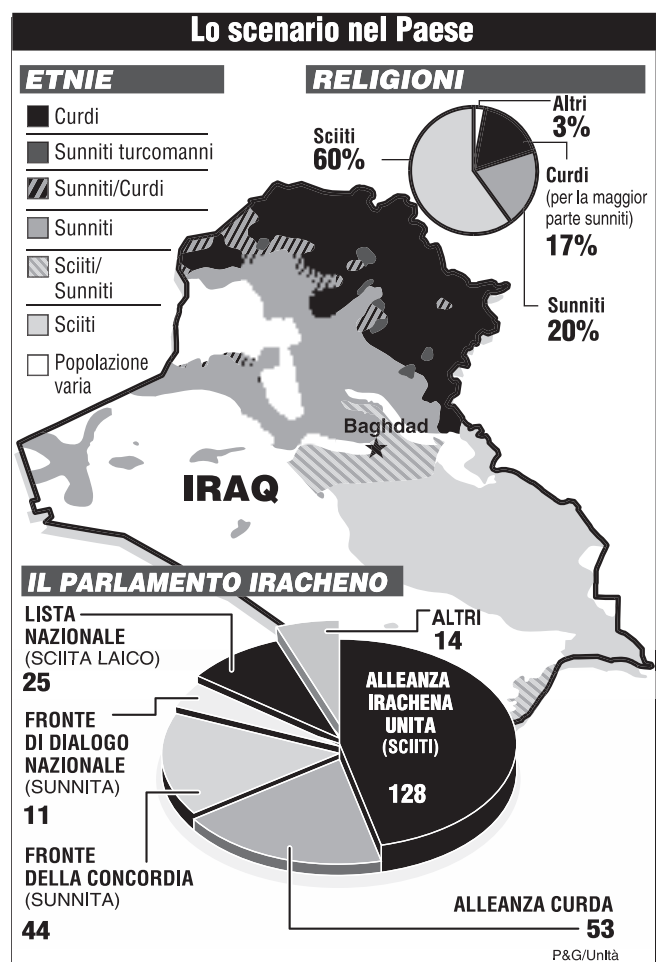 Lo scenario nel Paese
ETNIE
Curdi
Sunniti turcomanni
Sunniti/Curdi
Sunniti
Sciiti/
Sunniti
Sciiti
Popolazione
varia
RELIGIONI
Altri
3%
Sciiti
60%
Curdi
(per la maggior
parte sunniti)
17%
Sunniti
20%
Baghdad
IRAQ
IL PARLAMENTO IRACHENO
LISTA
NAZIONALE
(SCIITA LAICO)
25
ALTRI
14
ALLEANZA
IRACHENA
UNITA
(SCIITI)
128
FRONTE
DI DIALOGO
NAZIONALE
(SUNNITA)
11
FRONTE
DELLA CONCORDIA
(SUNNITA)
44
ALLEANZA CURDA
53
P&G/Unità